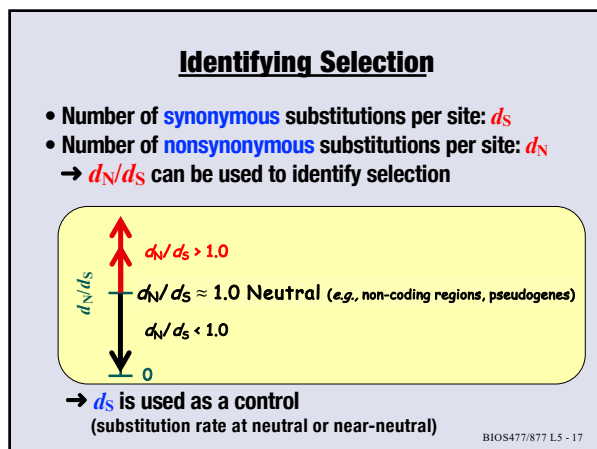 Identifying Selection
• Number of synonymous substitutions per site: dS
• Number of nonsynonymous substitutions per site: dN
➔ dN/dS can be used to identify selection
dN/dS
dN/dS > 1.0
dN/dS ≈ 1.0 Neutral (e.g., non-coding regions, pseudogenes)
dN/dS < 1.0
0
➔ dS is used as a control
(substitution rate at neutral or near-neutral)
BIOS477/877 L5 - 17